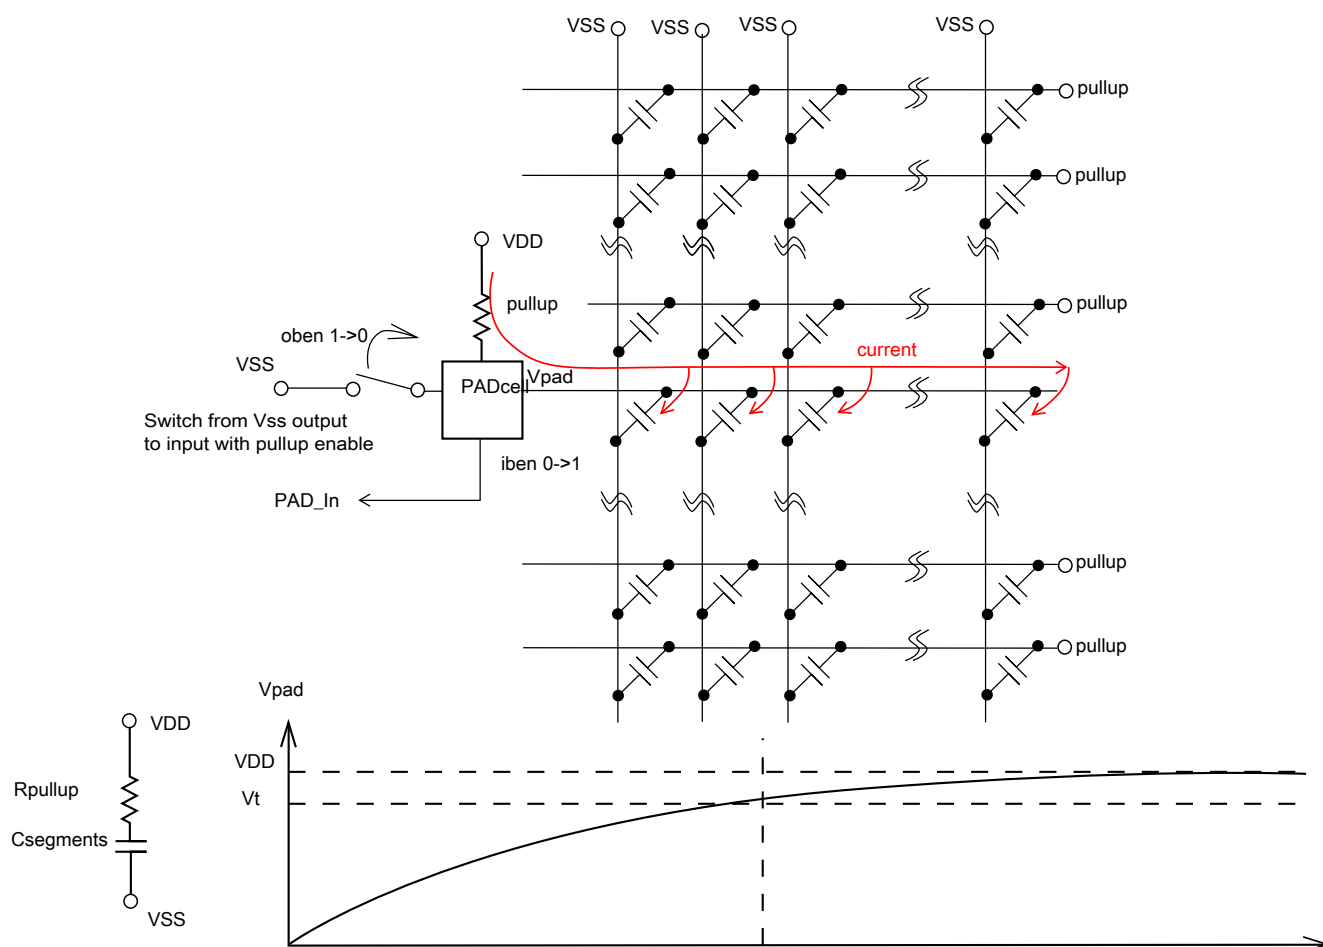 VSS
VSS
VSS
VSS
pullup
pullup
VDD
pullup
pullup
oben 1->0
current
VSS
PADcell
Vpad
Switch from Vss output
to input with pullup enable
iben 0->1
PAD_In
pullup
pullup
Vpad
VDD
VDD
Rpullup
Vt
Csegments
VSS